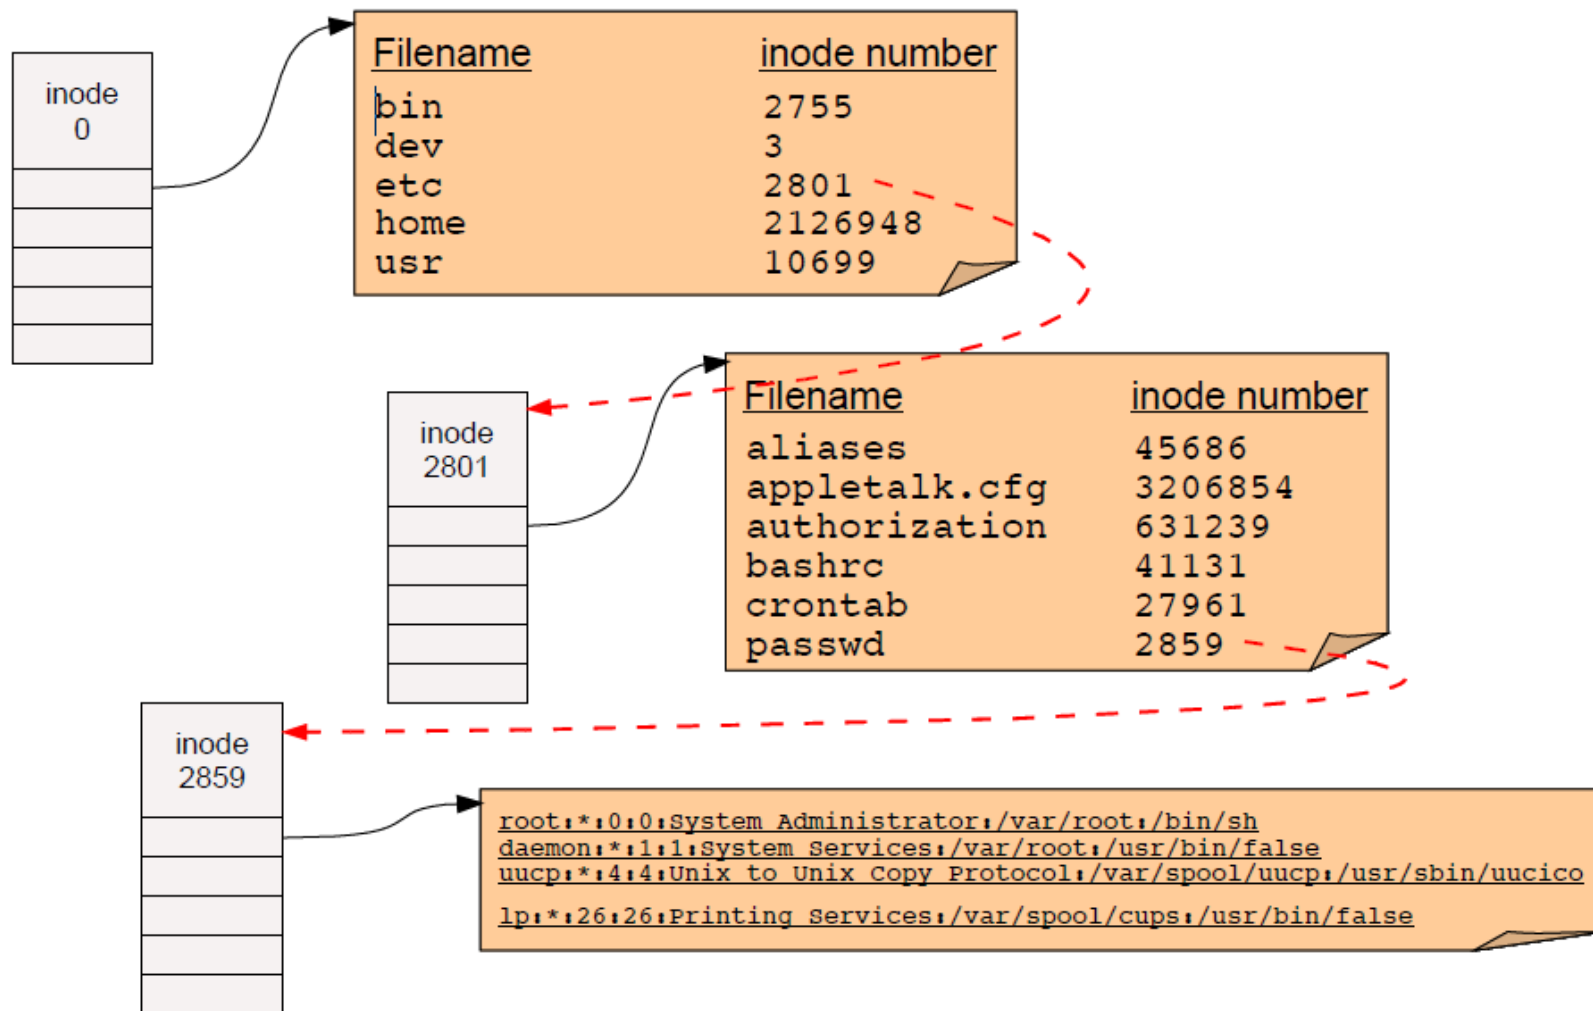 inode
0
Filename inode number
bin 2755
dev 3
etc 2801
home 2126948
usr 10699
inode
2801
Filename inode number
aliases 45686
appletalk.cfg 3206854
authorization 631239
bashrc 41131
crontab 27961
passwd 2859
inode
2859
root:*:0:0:System Administrator:/var/root:/bin/sh
daemon:*:1:1:System Services:/var/root:/usr/bin/false
uucp:*:4:4:Unix to Unix Copy Protocol:/var/spool/uucp:/usr/sbin/uucico
lp:*:26:26:Printing Services:/var/spool/cups:/usr/bin/false